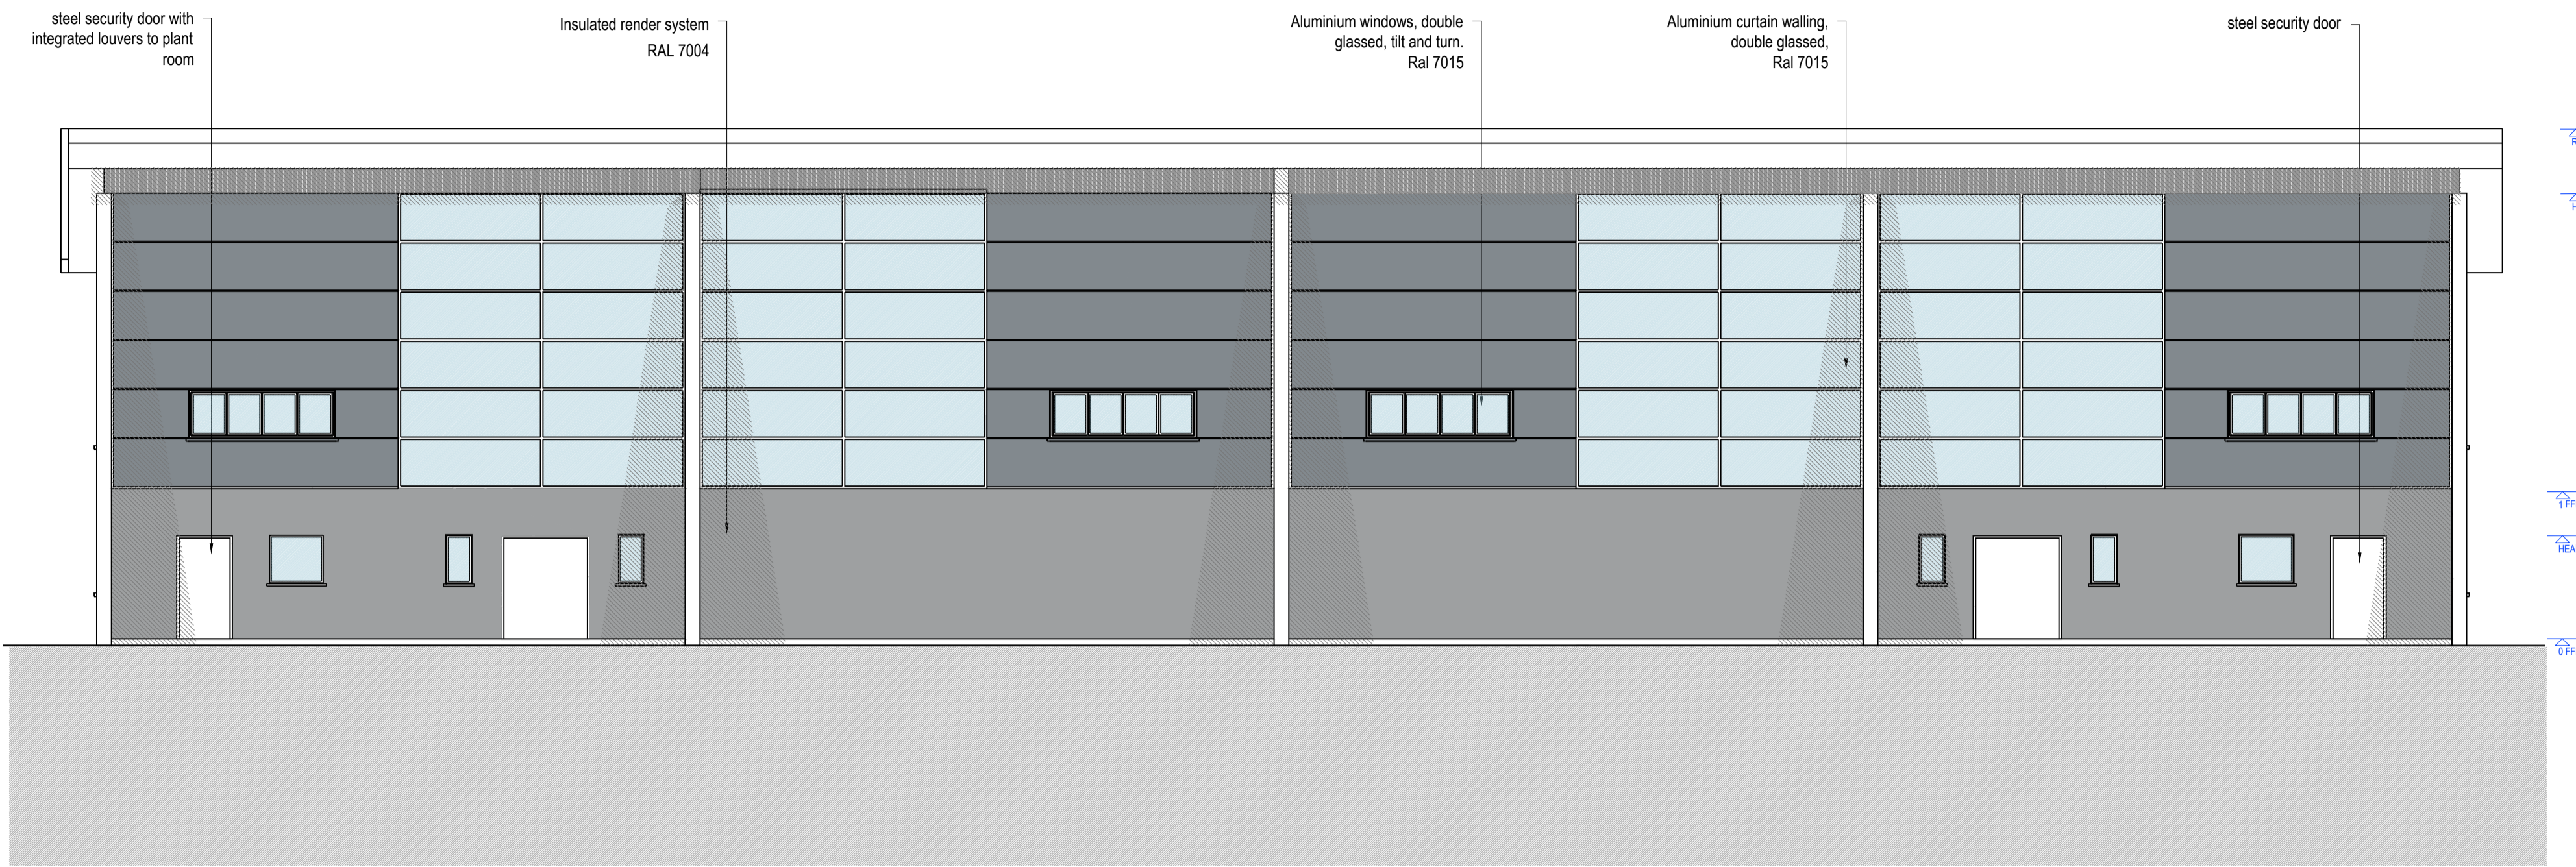 steel security door with
integrated louvers to plant
room
Insulated render system
RAL 7004
Aluminium windows, double
glassed, tilt and turn.
Ral 7015
Aluminium curtain walling,
double glassed,
Ral 7015
steel security door
R
H
1 FF
HEA
0 FF